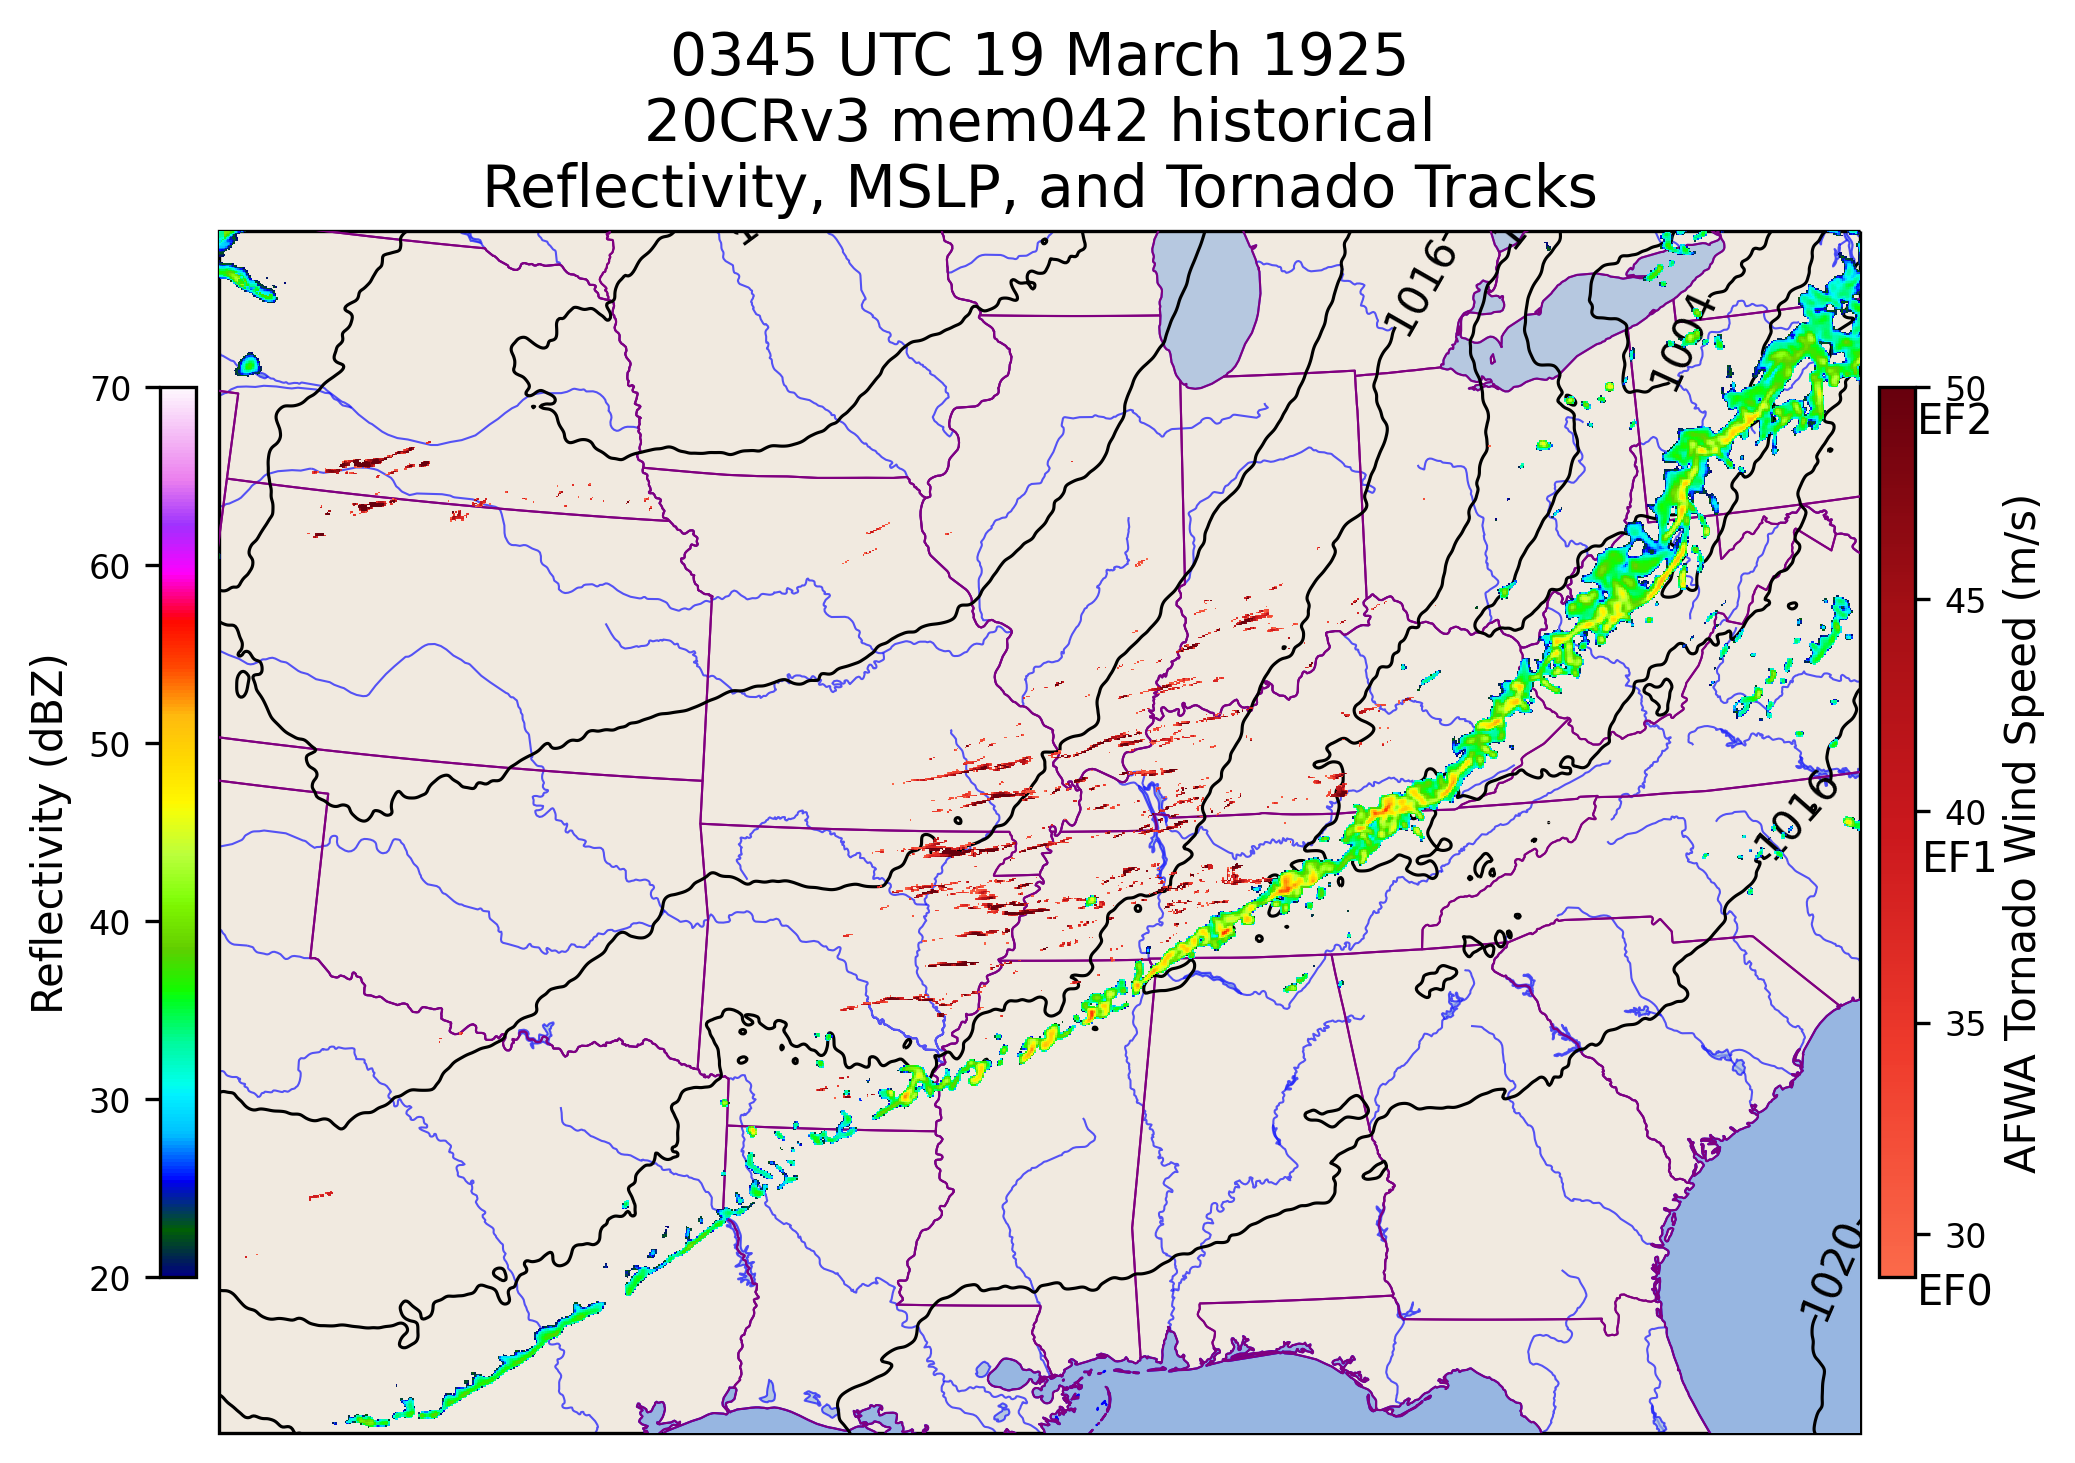 0345 UTC 19 March 1925
20CRv3 mem042 historical
Reflectivity, MSLP, and Tornado Tracks
1016
1004
1016
1020
70
60
50
40
30
20
Reflectivity (dBZ)
50
EF2
45
40
EF1
35
30
EF0
AFWA Tornado Wind Speed (m/s)